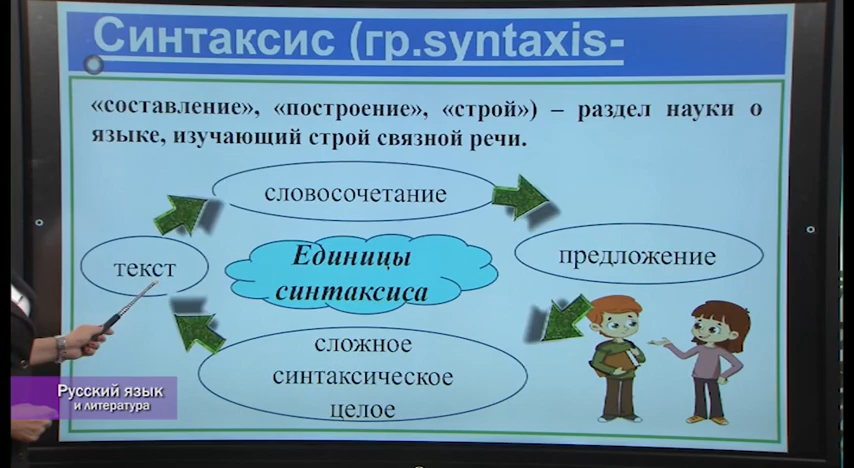 Синтаксис (гр.syntaxis-
«составление», «построение», «строй») – раздел науки о
языке, изучающий строй связной речи.
словосочетание
текст
Единицы
синтаксиса
предложение
сложное
синтаксическое
целое
Русский язык
и литература